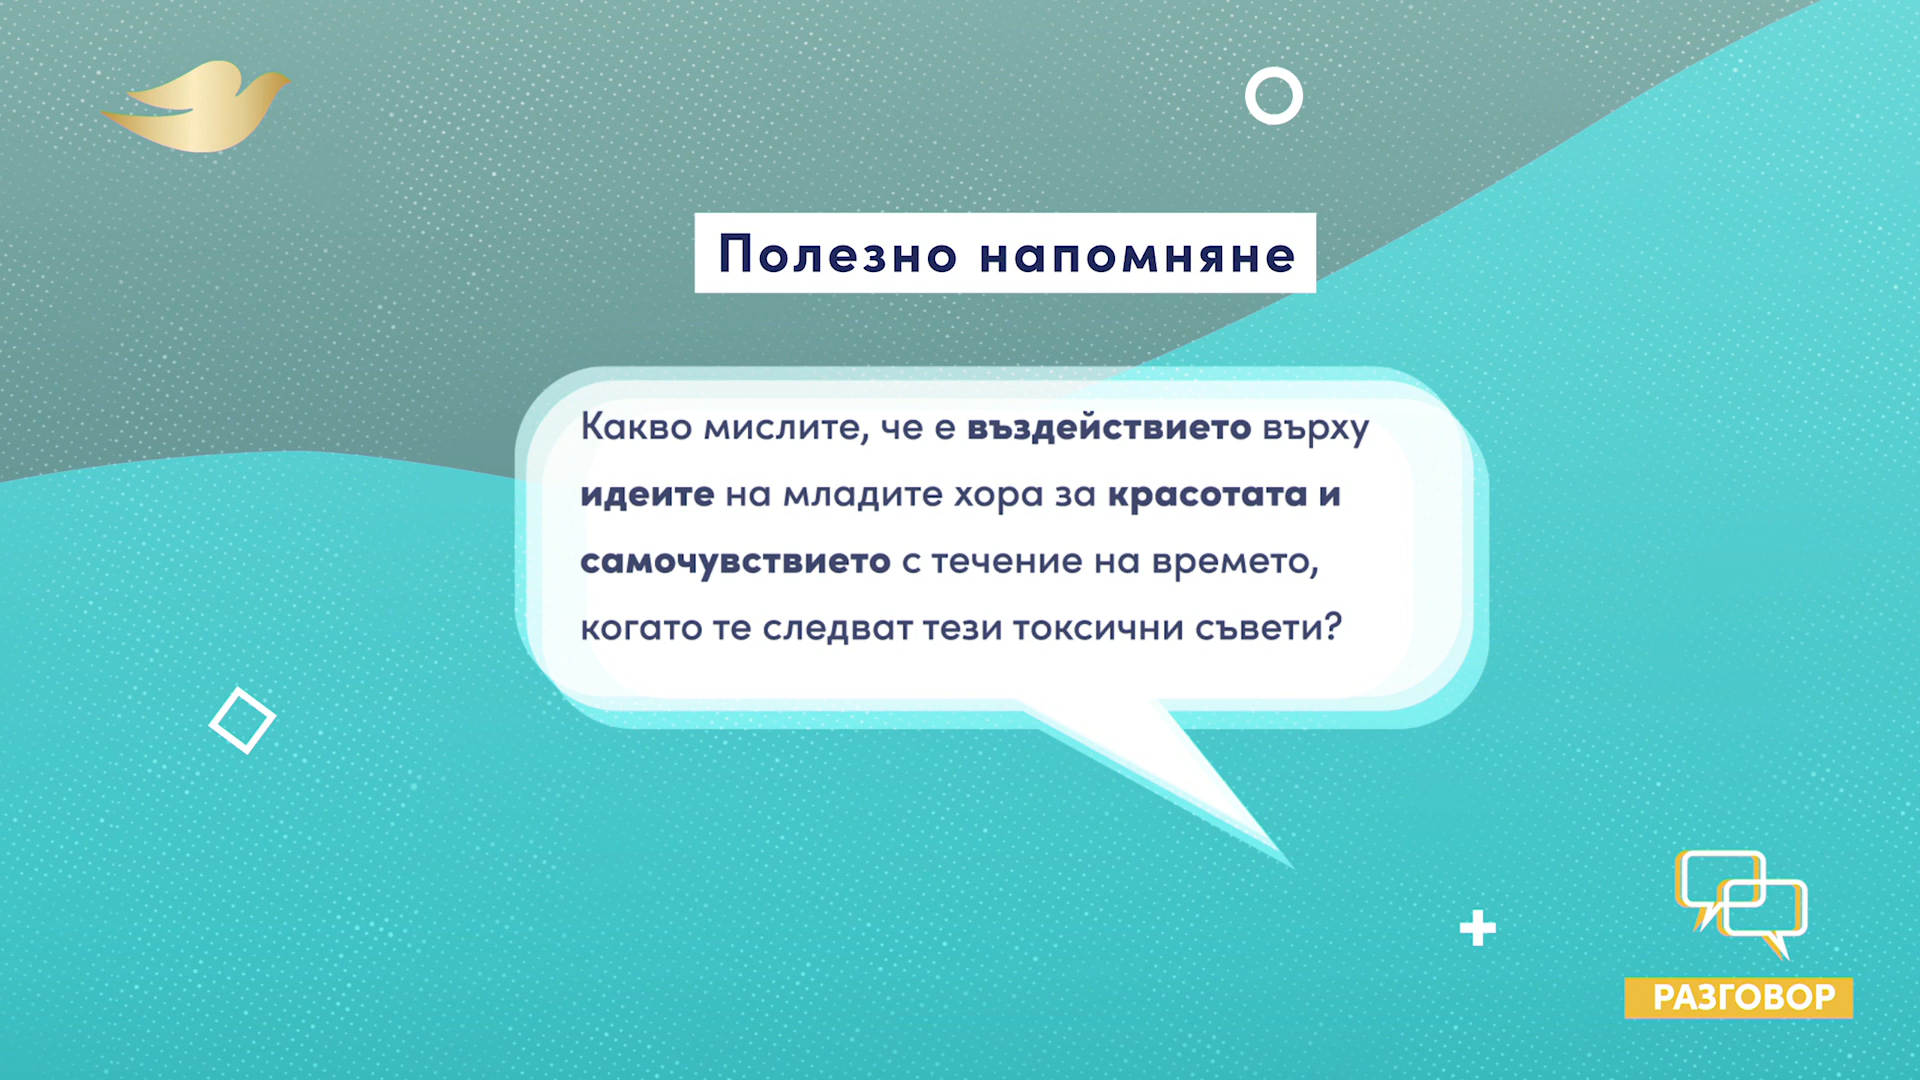 Полезно напомняне
Какво мислите, че е въздействието върху
идеите на младите хора за красотата и
самочувствието с течение на времето,
когато те следват тези токсични съвети?
РАЗГОВОР